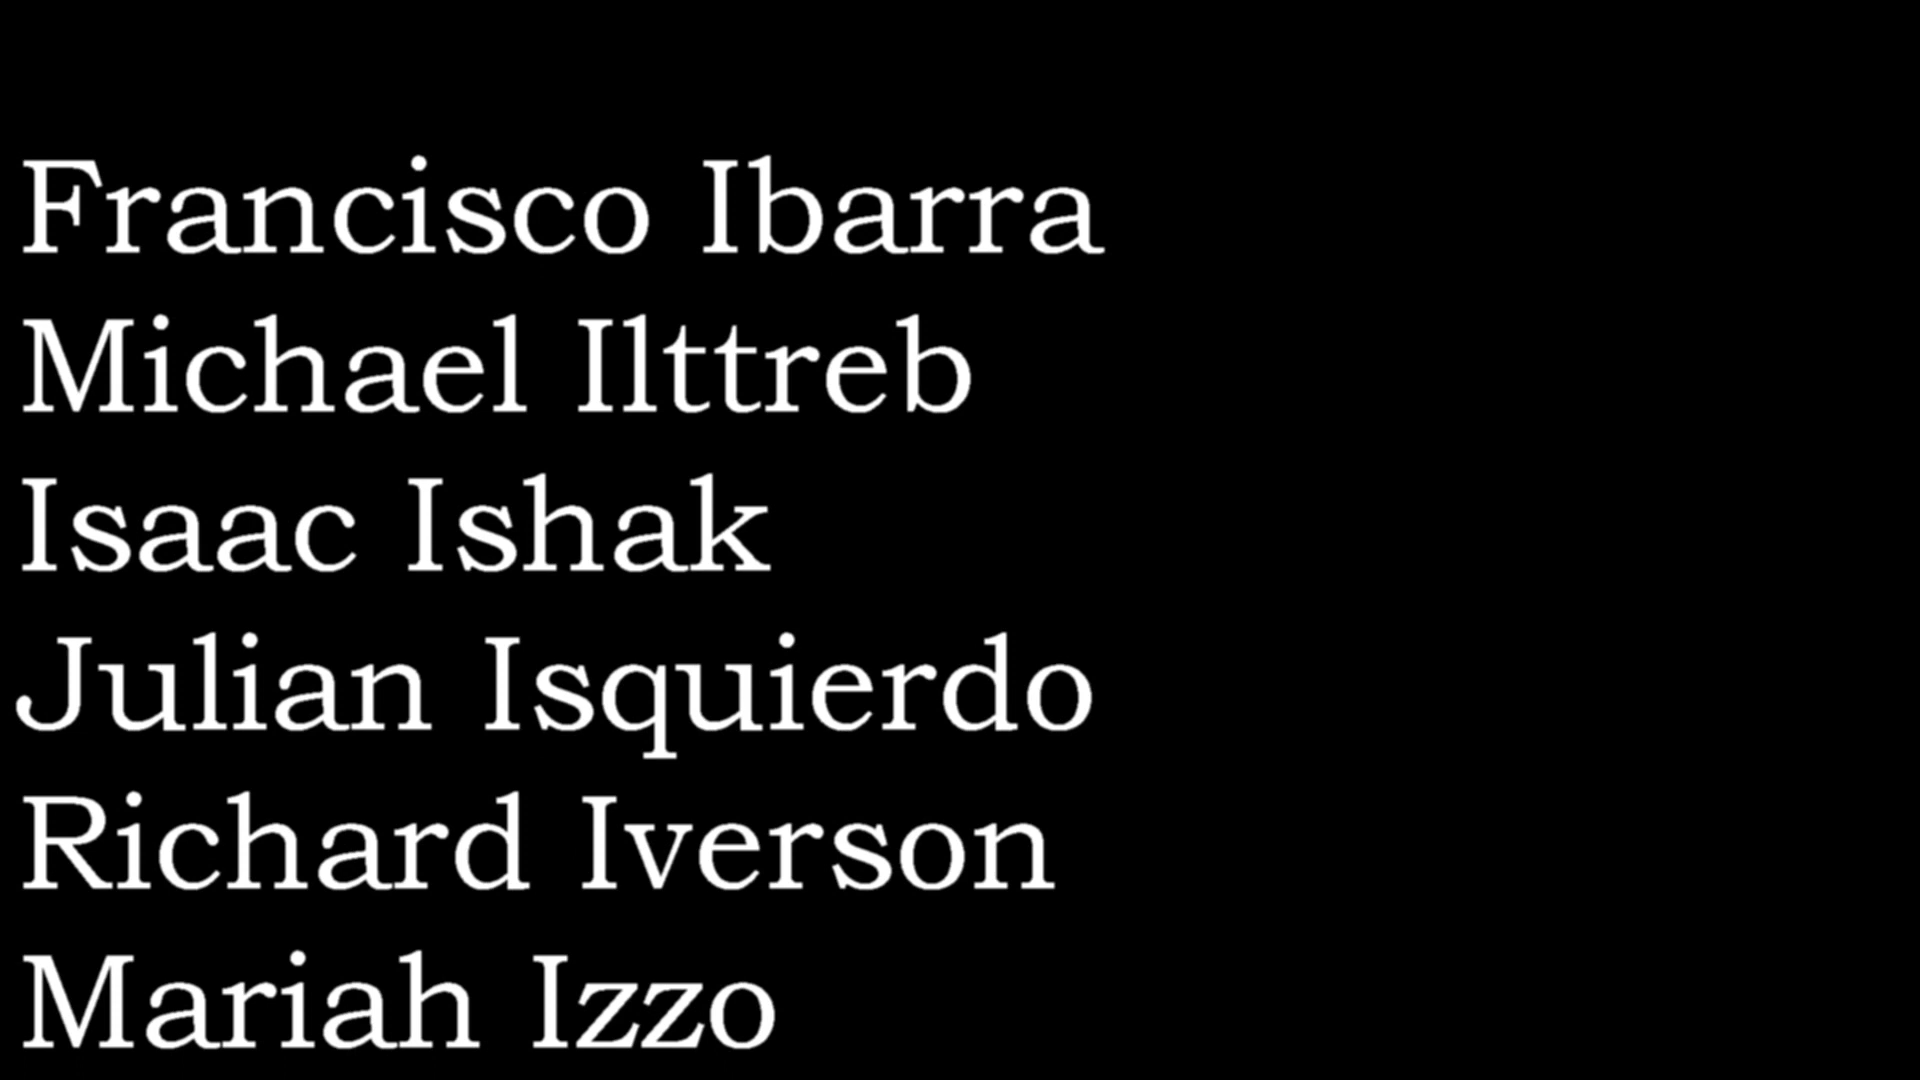 Francisco Ibarra
Michael Ilttreb
Isaac Ishak
Julian Isquierdo
Richard Iverson
Mariah Izzo